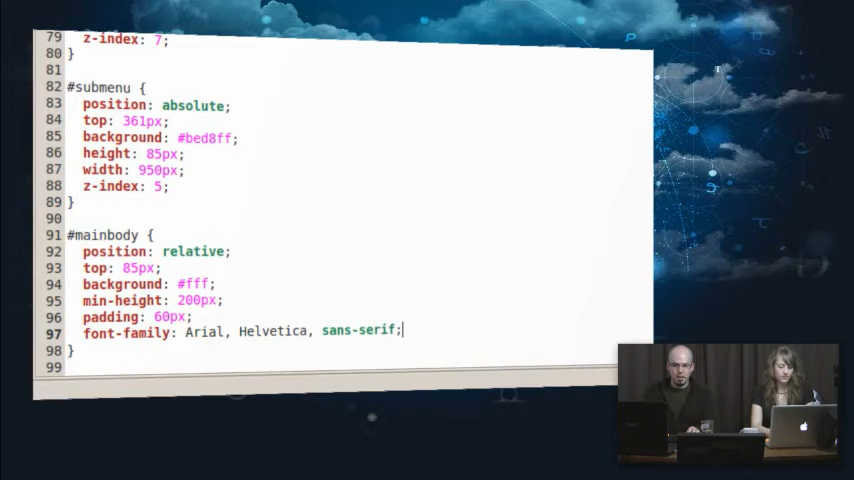 79 z-index: 7;
80 }
81
82 #submenu {
83 position: absolute;
84 top: 361px;
85 background: #bed8ff;
86 height: 85px;
87 width: 950px;
88 z-index: 5;
89 }
90
91 #mainbody {
92 position: relative;
93 top: 85px;
94 background: #fff;
95 min-height: 200px;
96 padding: 60px;
97 font-family: Arial, Helvetica, sans-serif;
98 }
99